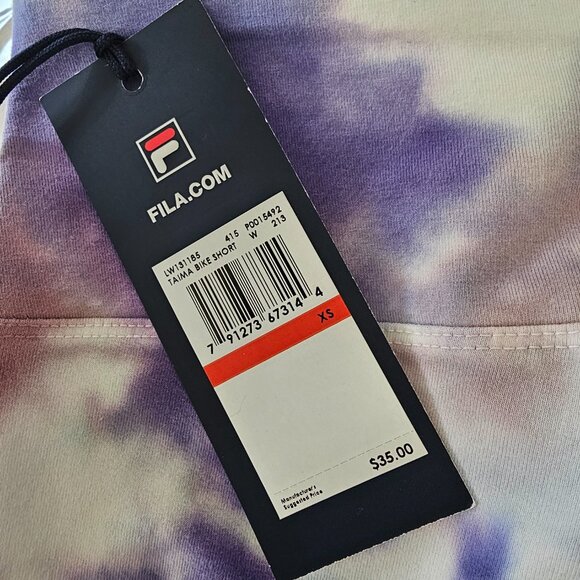 F
FILA.COM
LW131185 415 P0015492
TAIMA BIKE SHORT W 213
7 91273 67314 4
XS
$35.00
Manufacturer's
Suggested Price